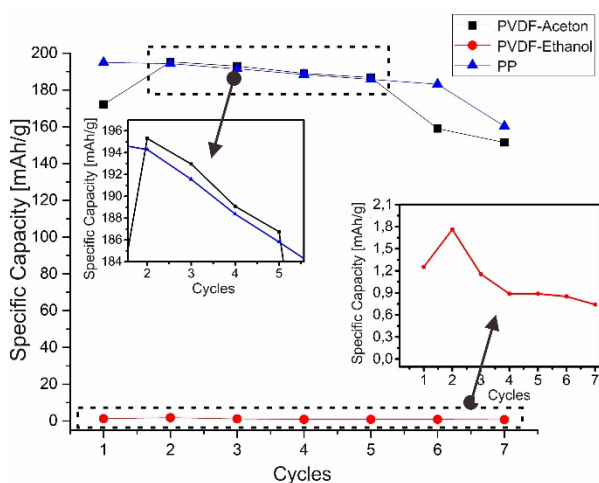 PVDF-Aceton
PVDF-Ethanol
PP
Specific Capacity [mAh/g]
200
180
160
140
120
100
80
60
40
20
0
1 2 3 4 5 6 7
Cycles
Specific Capacity [mAh/g]
196
194
192
190
188
186
184
2 3 4 5
Cycles
Specific Capacity [mAh/g]
2,1
1,8
1,5
1,2
0,9
0,6
0,3
0,0
1 2 3 4 5 6 7
Cycles